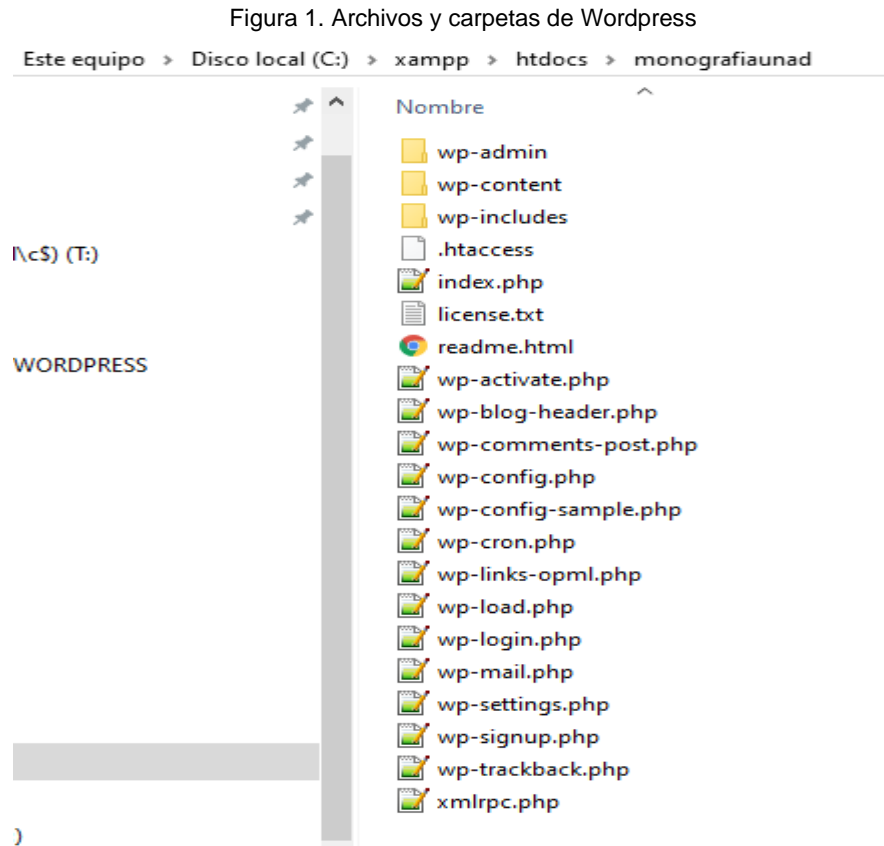 Figura 1. Archivos y carpetas de Wordpress
Este equipo > Disco local (C:) > xampp > htdocs > monografiaunad
Nombre
wp-admin
wp-content
wp-includes
\c$) (T:)
.htaccess
index.php
license.txt
readme.html
WORDPRESS
wp-activate.php
wp-blog-header.php
wp-comments-post.php
wp-config.php
wp-config-sample.php
wp-cron.php
wp-links-opml.php
wp-load.php
wp-login.php
wp-mail.php
wp-settings.php
wp-signup.php
wp-trackback.php
xmlrpc.php
)